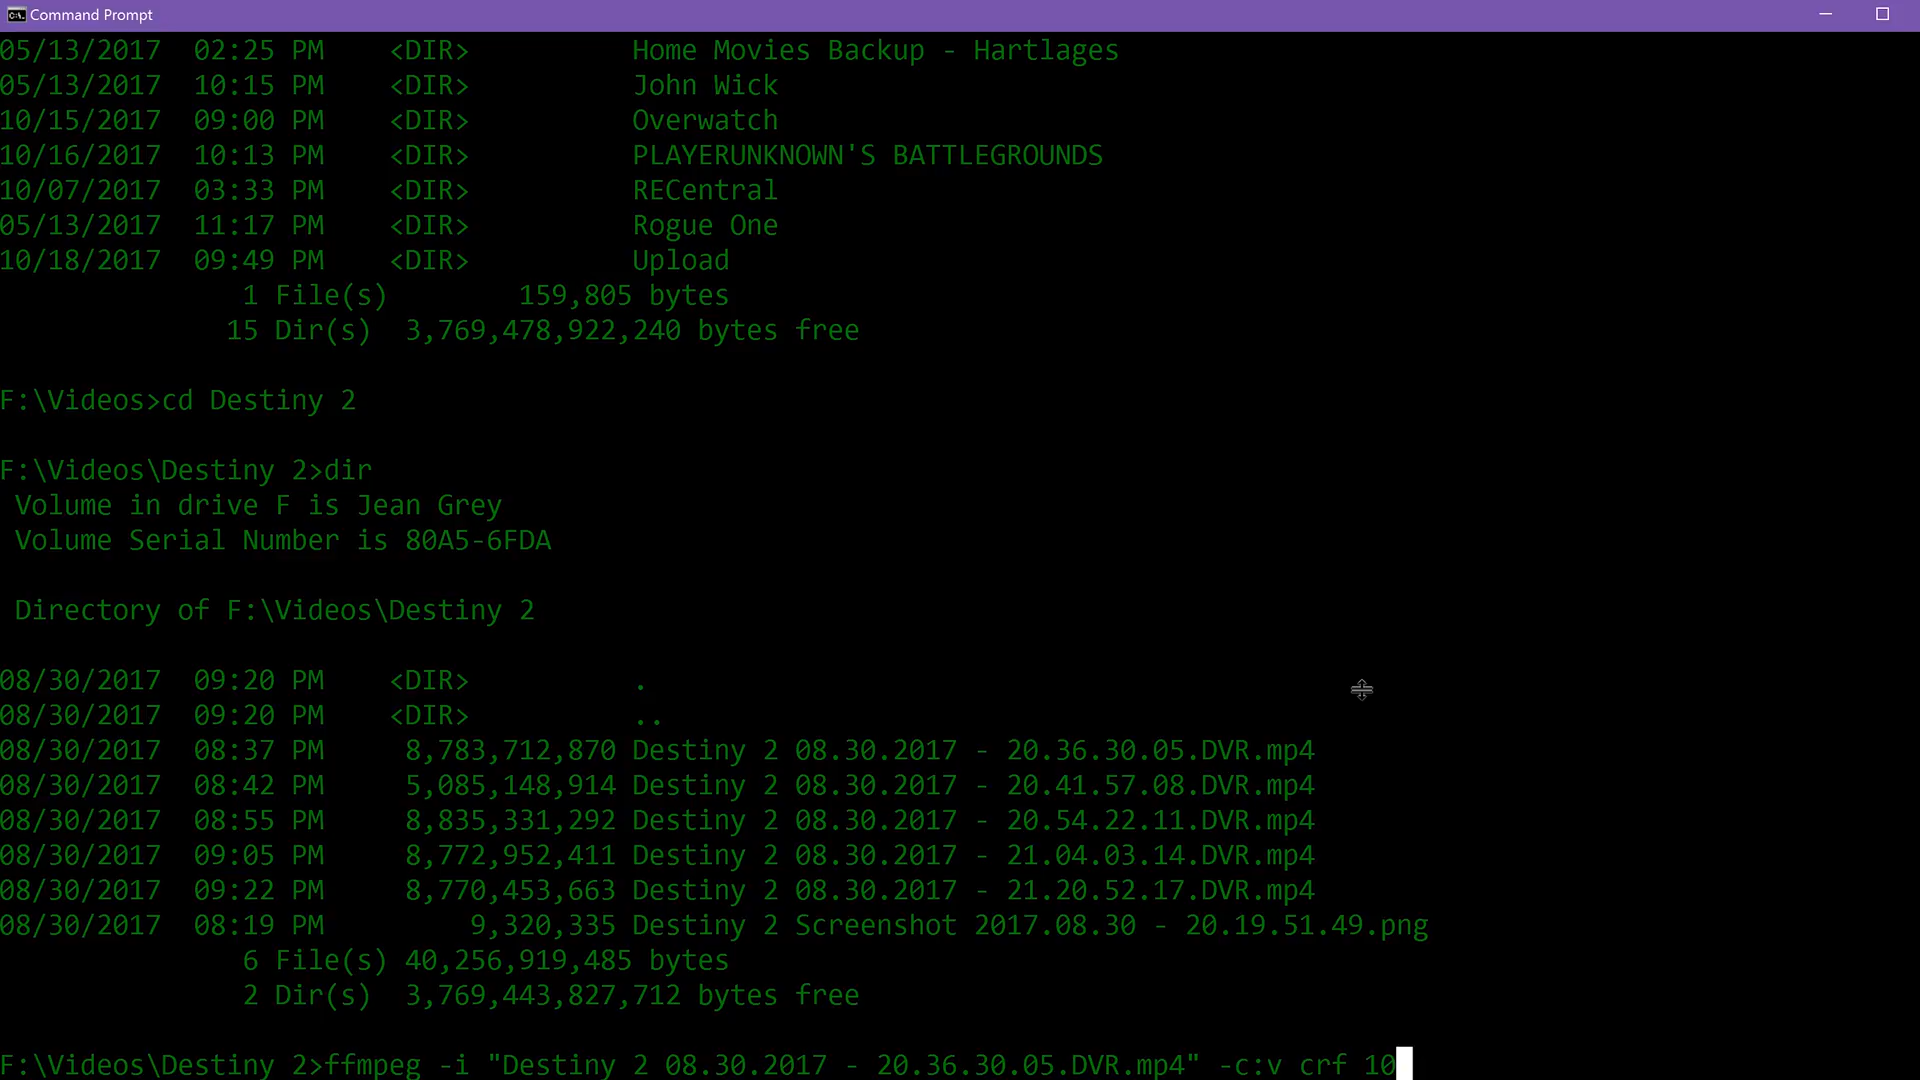 Command Prompt
05/13/2017  02:25 PM    <DIR>          Home Movies Backup - Hartlages
05/13/2017  10:15 PM    <DIR>          John Wick
10/15/2017  09:00 PM    <DIR>          Overwatch
10/16/2017  10:13 PM    <DIR>          PLAYERUNKNOWN'S BATTLEGROUNDS
10/07/2017  03:33 PM    <DIR>          RECentral
05/13/2017  11:17 PM    <DIR>          Rogue One
10/18/2017  09:49 PM    <DIR>          Upload
               1 File(s)        159,805 bytes
              15 Dir(s)  3,769,478,922,240 bytes free
F:\Videos>cd Destiny 2
F:\Videos\Destiny 2>dir
 Volume in drive F is Jean Grey
 Volume Serial Number is 80A5-6FDA
 Directory of F:\Videos\Destiny 2
08/30/2017  09:20 PM    <DIR>          .
08/30/2017  09:20 PM    <DIR>          ..
08/30/2017  08:37 PM     8,783,712,870 Destiny 2 08.30.2017 - 20.36.30.05.DVR.mp4
08/30/2017  08:42 PM     5,085,148,914 Destiny 2 08.30.2017 - 20.41.57.08.DVR.mp4
08/30/2017  08:55 PM     8,835,331,292 Destiny 2 08.30.2017 - 20.54.22.11.DVR.mp4
08/30/2017  09:05 PM     8,772,952,411 Destiny 2 08.30.2017 - 21.04.03.14.DVR.mp4
08/30/2017  09:22 PM     8,770,453,663 Destiny 2 08.30.2017 - 21.20.52.17.DVR.mp4
08/30/2017  08:19 PM         9,320,335 Destiny 2 Screenshot 2017.08.30 - 20.19.51.49.png
               6 File(s) 40,256,919,485 bytes
               2 Dir(s)  3,769,443,827,712 bytes free
F:\Videos\Destiny 2>ffmpeg -i "Destiny 2 08.30.2017 - 20.36.30.05.DVR.mp4" -c:v crf 10